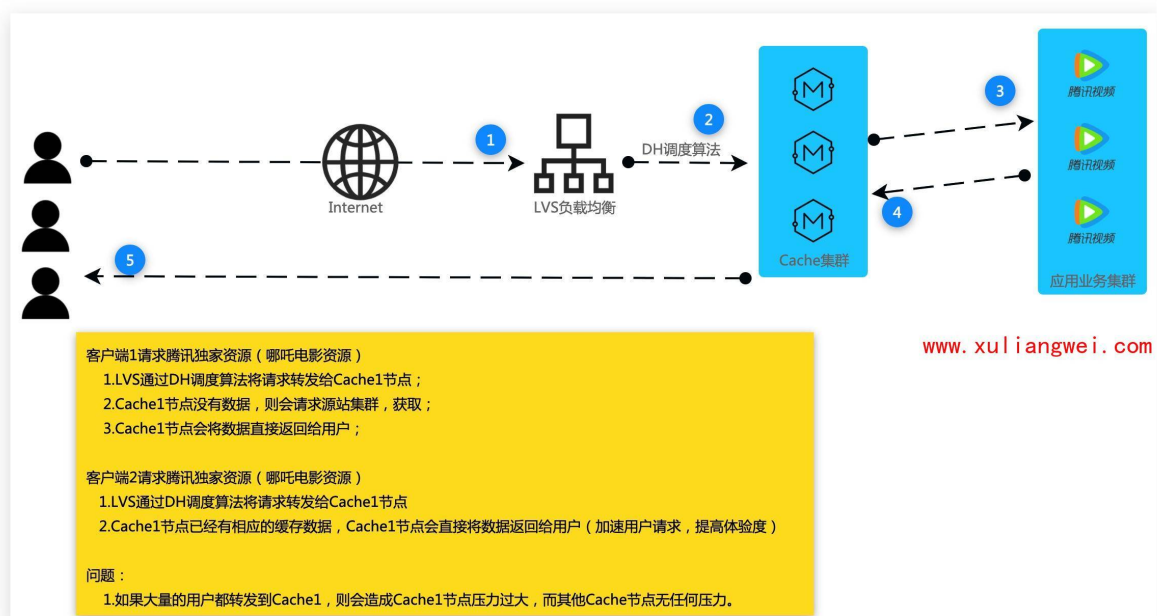 腾讯视频
3
1
2
腾讯视频
DH调度算法
Internet
LVS负载均衡
4
腾讯视频
5
Cache集群
应用业务集群
www.xuliangwei.com
客户端1请求腾讯独家资源（哪吒电影资源）
1.LVS通过DH调度算法将请求转发给Cache1节点；
2.Cache1节点没有数据，则会请求源站集群，获取；
3.Cache1节点会将数据直接返回给用户；
客户端2请求腾讯独家资源（哪吒电影资源）
1.LVS通过DH调度算法将请求转发给Cache1节点
2.Cache1节点已经有相应的缓存数据，Cache1节点会直接将数据返回给用户（加速用户请求，提高体验度）
问题：
1.如果大量的用户都转发到Cache1，则会造成Cache1节点压力过大，而其他Cache节点无任何压力。